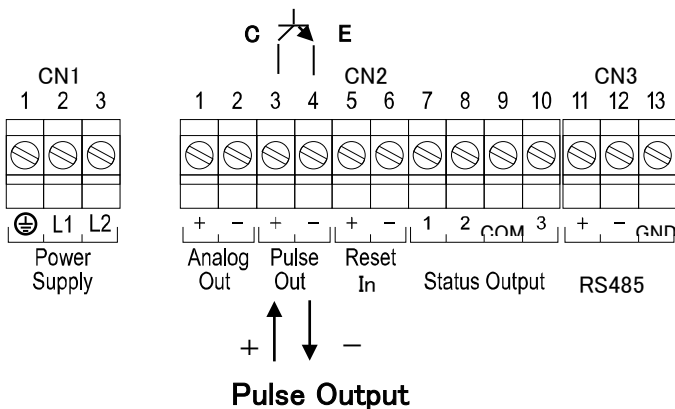 C E
CN1 CN2 CN3
1 2 3 1 2 3 4 5 6 7 8 9 10 11 12 13
L1 L2 + − + − + − 1 2 COM 3 + − GND
Power Supply
Analog Out
Pulse Out
Reset In
Status Output
RS485
+ −
Pulse Output